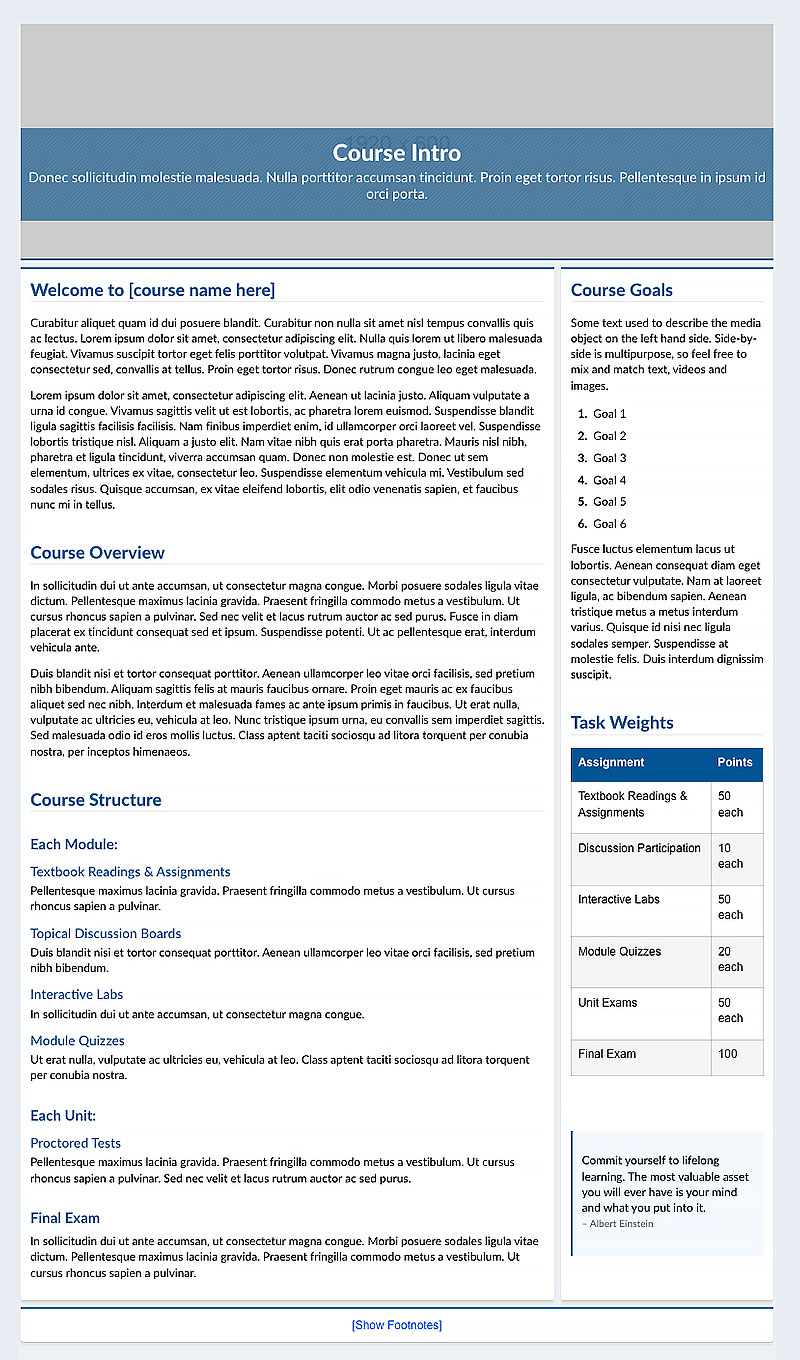 1920 x 600
Course Intro
Donec sollicitudin molestie malesuada. Nulla porttitor accumsan tincidunt. Proin eget tortor risus. Pellentesque in ipsum id
orci porta.
Welcome to [course name here]
Curabitur aliquet quam id dui posuere blandit. Curabitur non nulla sit amet nisl tempus convallis quis
ac lectus. Lorem ipsum dolor sit amet, consectetur adipiscing elit. Nulla quis lorem ut libero malesuada
feugiat. Vivamus suscipit tortor eget felis porttitor volutpat. Vivamus magna justo, lacinia eget
consectetur sed, convallis at tellus. Proin eget tortor risus. Donec rutrum congue leo eget malesuada.
Lorem ipsum dolor sit amet, consectetur adipiscing elit. Aenean ut lacinia justo. Aliquam vulputate a
urna id congue. Vivamus sagittis velit ut est lobortis, ac pharetra lorem euismod. Suspendisse blandit
ligula sagittis facilisis facilisis. Nam finibus imperdiet enim, id ullamcorper orci laoreet vel. Suspendisse
lobortis tristique nisl. Aliquam a justo elit. Nam vitae nibh quis erat porta pharetra. Mauris nisl nibh,
pharetra et ligula tincidunt, viverra accumsan quam. Donec non molestie est. Donec ut sem
elementum, ultrices ex vitae, consectetur leo. Suspendisse elementum vehicula mi. Vestibulum sed
sodales risus. Quisque accumsan, ex vitae eleifend lobortis, elit odio venenatis sapien, et faucibus
nunc mi in tellus.
Course Overview
In sollicitudin dui ut ante accumsan, ut consectetur magna congue. Morbi posuere sodales ligula vitae
dictum. Pellentesque maximus lacinia gravida. Praesent fringilla commodo metus a vestibulum. Ut
cursus rhoncus sapien a pulvinar. Sed nec velit et lacus rutrum auctor ac sed purus. Fusce in diam
placerat ex tincidunt consequat sed et ipsum. Suspendisse potenti. Ut ac pellentesque erat, interdum
vehicula ante.
Duis blandit nisi et tortor consequat porttitor. Aenean ullamcorper leo vitae orci facilisis, sed pretium
nibh bibendum. Aliquam sagittis felis at mauris faucibus ornare. Proin eget mauris ac ex faucibus
aliquet sed nec nibh. Interdum et malesuada fames ac ante ipsum primis in faucibus. Ut erat nulla,
vulputate ac ultricies eu, vehicula at leo. Nunc tristique ipsum urna, eu convallis sem imperdiet sagittis.
Sed malesuada odio id eros mollis luctus. Class aptent taciti sociosqu ad litora torquent per conubia
nostra, per inceptos himenaeos.
Course Structure
Each Module:
Textbook Readings & Assignments
Pellentesque maximus lacinia gravida. Praesent fringilla commodo metus a vestibulum. Ut cursus
rhoncus sapien a pulvinar.
Topical Discussion Boards
Duis blandit nisi et tortor consequat porttitor. Aenean ullamcorper leo vitae orci facilisis, sed pretium
nibh bibendum.
Interactive Labs
In sollicitudin dui ut ante accumsan, ut consectetur magna congue.
Module Quizzes
Ut erat nulla, vulputate ac ultricies eu, vehicula at leo. Class aptent taciti sociosqu ad litora torquent
per conubia nostra.
Each Unit:
Proctored Tests
Pellentesque maximus lacinia gravida. Praesent fringilla commodo metus a vestibulum. Ut cursus
rhoncus sapien a pulvinar. Sed nec velit et lacus rutrum auctor ac sed purus.
Final Exam
In sollicitudin dui ut ante accumsan, ut consectetur magna congue. Morbi posuere sodales ligula vitae
dictum. Pellentesque maximus lacinia gravida. Praesent fringilla commodo metus a vestibulum. Ut
cursus rhoncus sapien a pulvinar.
Course Goals
Some text used to describe the media
object on the left hand side. Side-by-
side is multipurpose, so feel free to
mix and match text, videos and
images.
1. Goal 1
2. Goal 2
3. Goal 3
4. Goal 4
5. Goal 5
6. Goal 6
Fusce luctus elementum lacus ut
lobortis. Aenean consequat diam eget
consectetur vulputate. Nam at laoreet
ligula, ac bibendum sapien. Aenean
tristique metus a metus interdum
varius. Quisque id nisi nec ligula
sodales semper. Suspendisse at
molestie felis. Duis interdum dignissim
suscipit.
Task Weights
Assignment Points
Textbook Readings & 50
Assignments each
Discussion Participation 10
each
Interactive Labs 50
each
Module Quizzes 20
each
Unit Exams 50
each
Final Exam 100
Commit yourself to lifelong
learning. The most valuable asset
you will ever have is your mind
and what you put into it.
– Albert Einstein
[Show Footnotes]